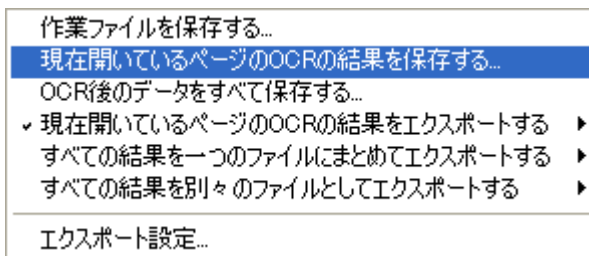 作業ファイルを保存する...
現在開いているページのOCRの結果を保存する...
OCR後のデータをすべて保存する...
現在開いているページのOCRの結果をエクスポートする
すべての結果を一つのファイルにまとめてエクスポートする
すべての結果を別々のファイルとしてエクスポートする
エクスポート設定...